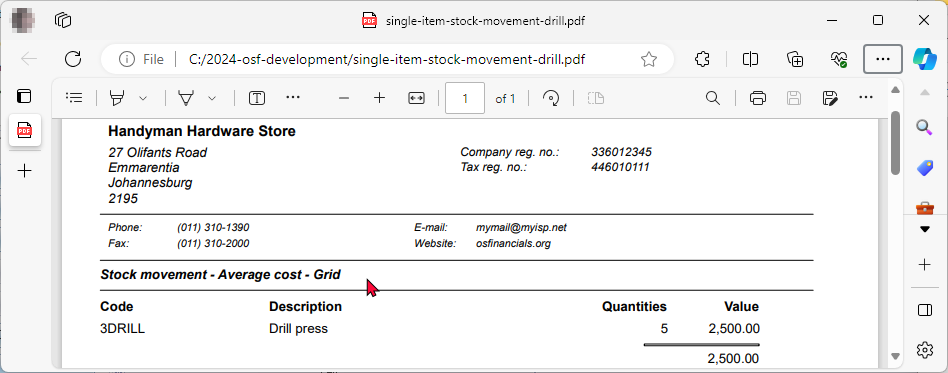 single-item-stock-movement-drill.pdf
File C:/2024-osf-development/single-item-stock-movement-drill.pdf
1 of 1
Handyman Hardware Store
27 Olifants Road Company reg. no.: 336012345
Emmarentia Tax reg. no.: 446010111
Johannesburg
2195
Phone: (011) 310-1390 E-mail: mymail@myisp.net
Fax: (011) 310-2000 Website: osfinancials.org
Stock movement - Average cost - Grid
Code Description Quantities Value
3DRILL Drill press 5 2,500.00
2,500.00